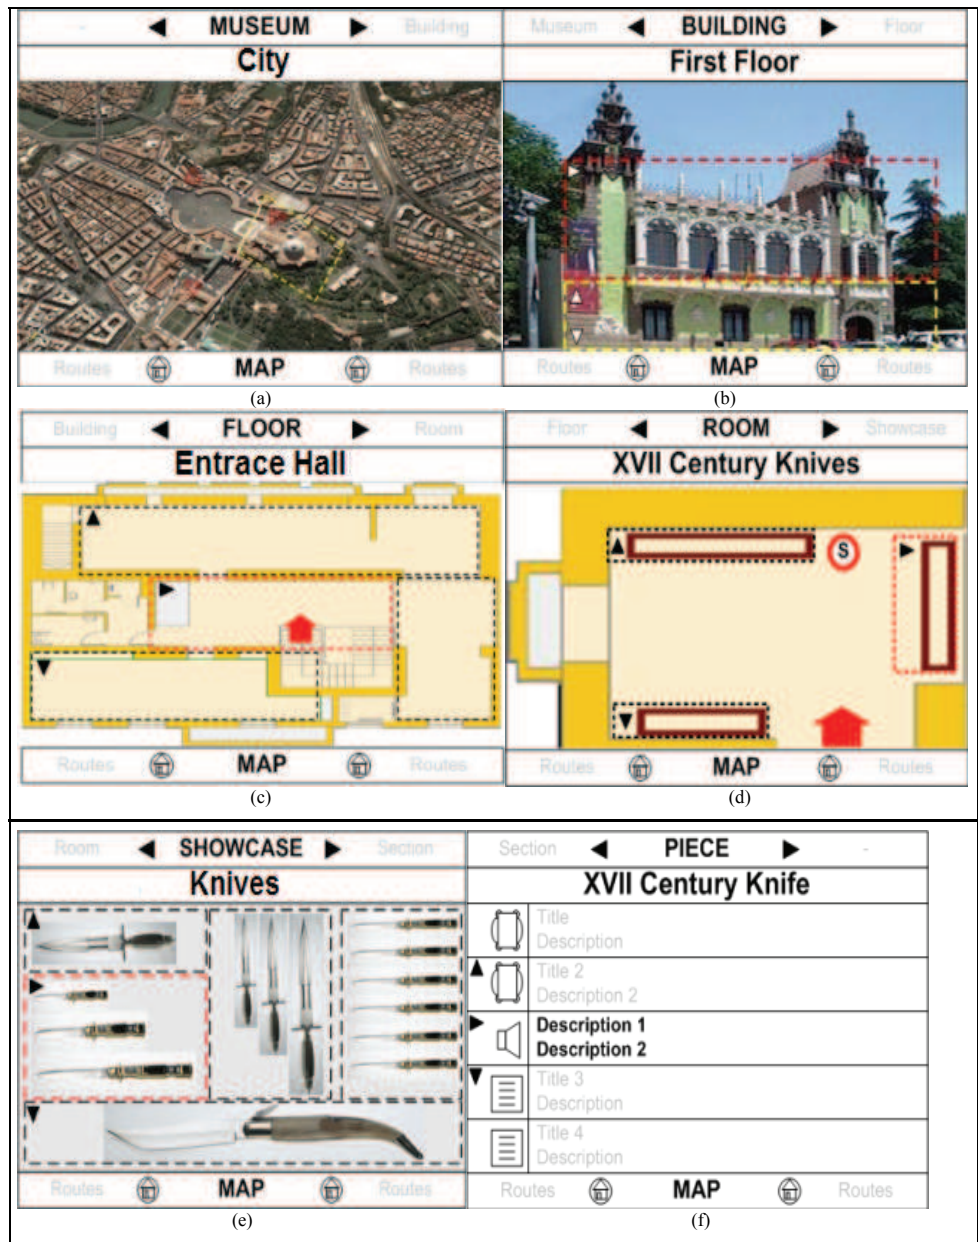 - MUSEUM Building
City
Routes MAP Routes
(a)
Museum BUILDING Floor
First Floor
Routes MAP Routes
(b)
Building FLOOR Room
Entrace Hall
Routes MAP Routes
(c)
Floor ROOM Showcase
XVII Century Knives
S
Routes MAP Routes
(d)
Room SHOWCASE Section
Knives
Routes MAP Routes
(e)
Section PIECE -
XVII Century Knife
Title
Description
Title 2
Description 2
Description 1
Description 2
Title 3
Description
Title 4
Description
Routes MAP Routes
(f)